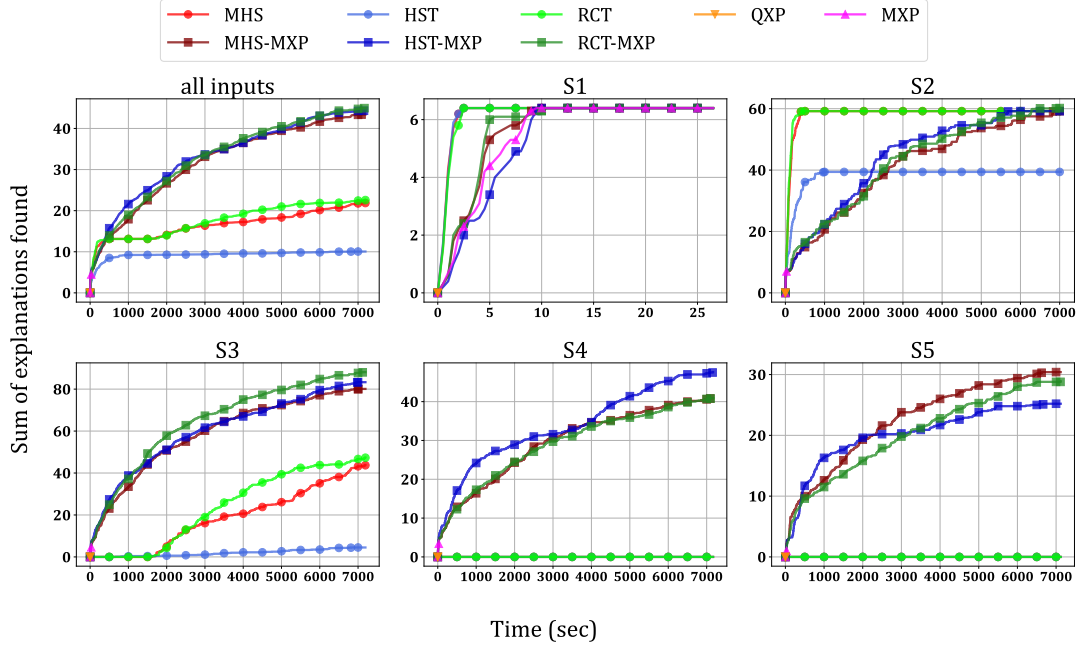 MHS HST RCT QXP MXP
MHS-MXP HST-MXP RCT-MXP
all inputs S1 S2
40 30 20 10 0
0 1000 2000 3000 4000 5000 6000 7000
6 4 2 0
0 5 10 15 20 25
60 40 20 0
0 1000 2000 3000 4000 5000 6000 7000
Sum of explanations found
S3 S4 S5
80 60 40 20 0
0 1000 2000 3000 4000 5000 6000 7000
40 30 20 10 0
0 1000 2000 3000 4000 5000 6000 7000
30 20 10 0
0 1000 2000 3000 4000 5000 6000 7000
Time (sec)